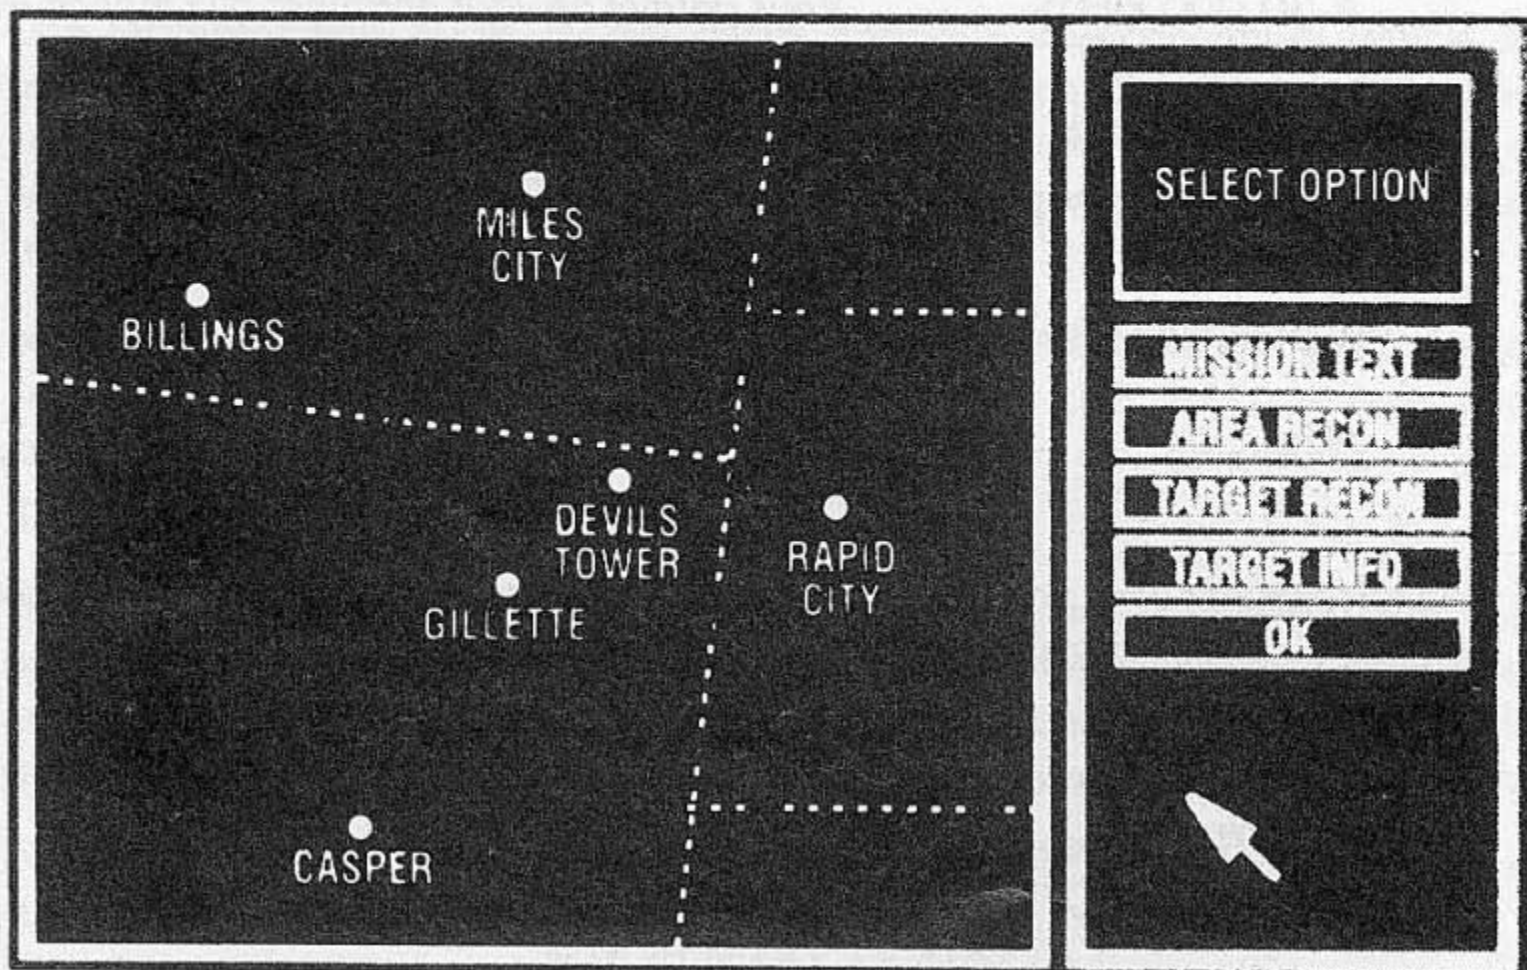 MILES
CITY
BILLINGS
DEVILS
TOWER
RAPID
CITY
GILLETTE
CASPER
SELECT OPTION
MISSION TEXT
AREA RECON
TARGET RECON
TARGET INFO
OK